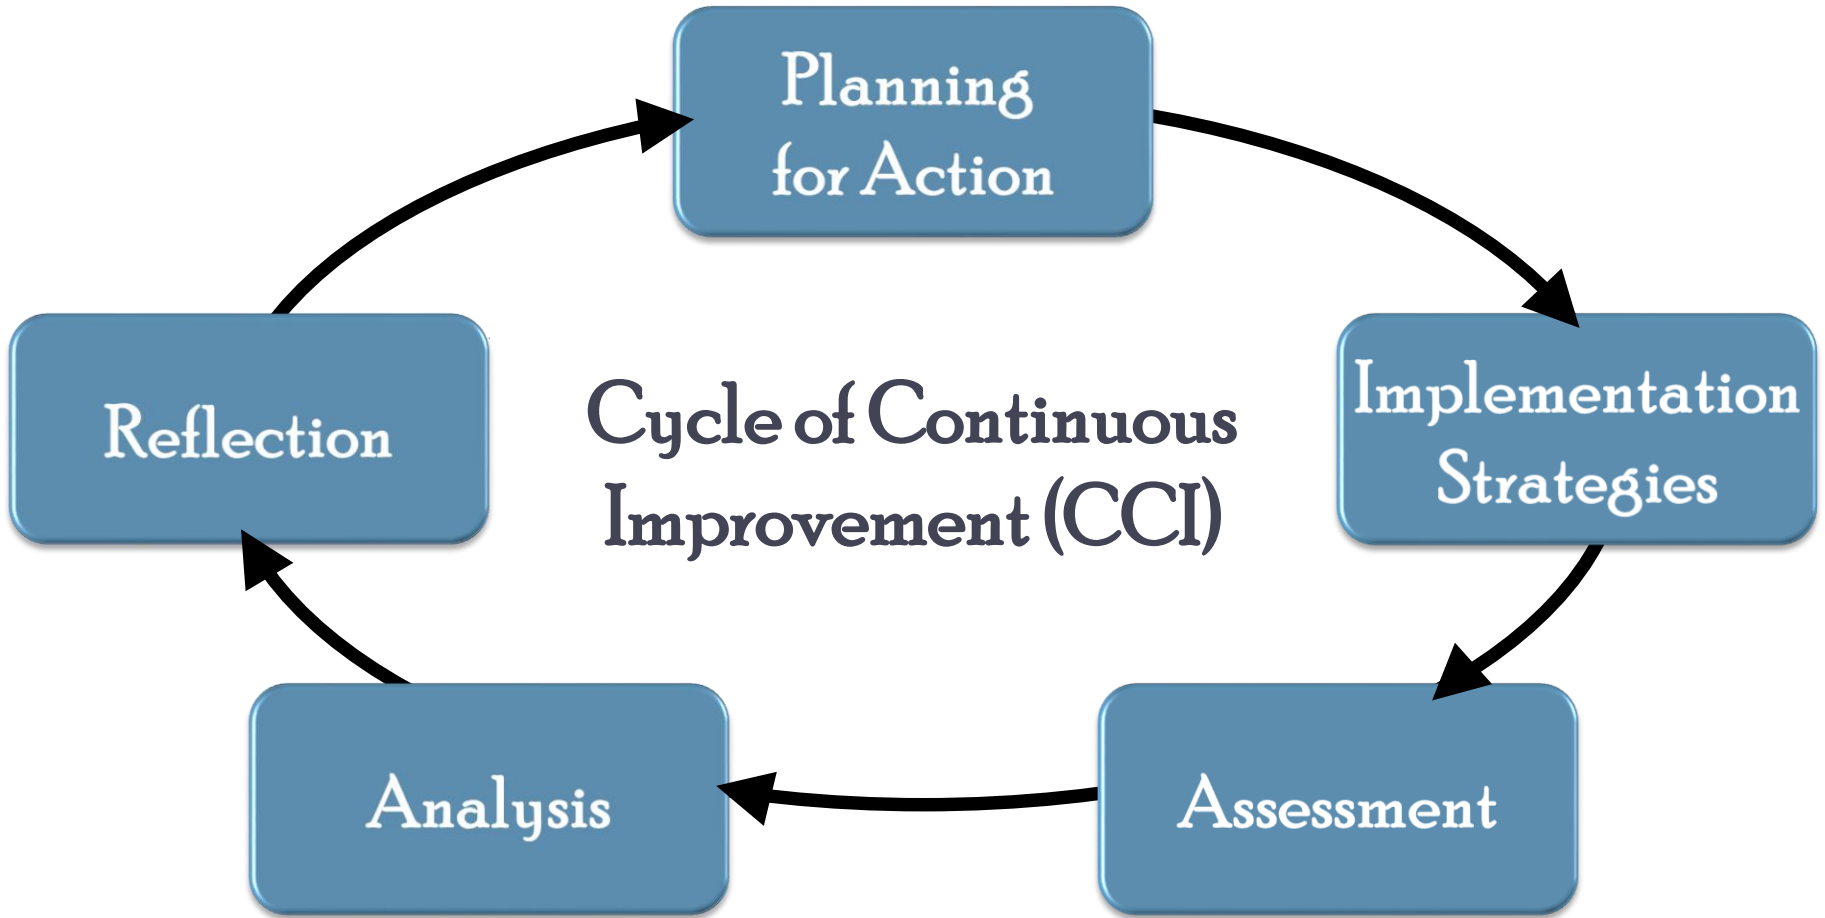 Planning
for Action
Implementation
Strategies
Assessment
Analysis
Reflection
Cycle of Continuous
Improvement (CCI)